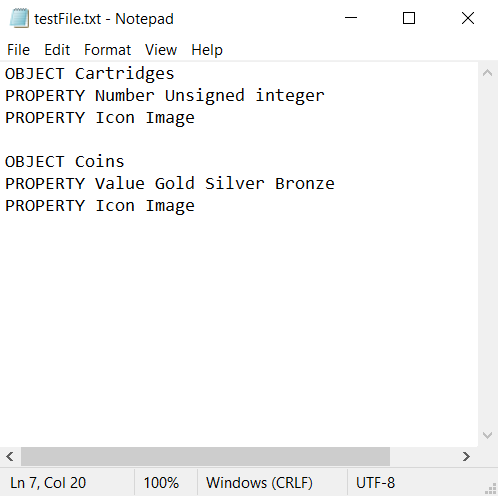 testFile.txt - Notepad
File Edit Format View Help
OBJECT Cartridges
PROPERTY Number Unsigned integer
PROPERTY Icon Image

OBJECT Coins
PROPERTY Value Gold Silver Bronze
PROPERTY Icon Image
Ln 7, Col 20 100% Windows (CRLF) UTF-8